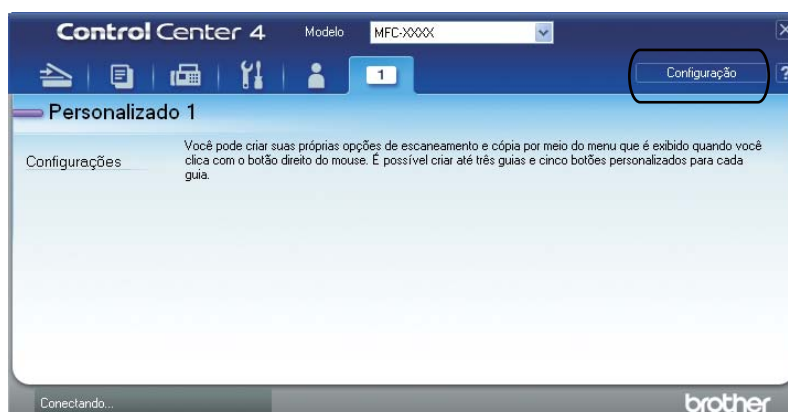 Control Center 4 Modelo MFC-XXXX
1 Configuração ?
Personalizado 1
Configurações
Você pode criar suas próprias opções de escaneamento e cópia por meio do menu que é exibido quando você
clica com o botão direito do mouse. É possível criar até três guias e cinco botões personalizados para cada
guia.
Conectando...
brother